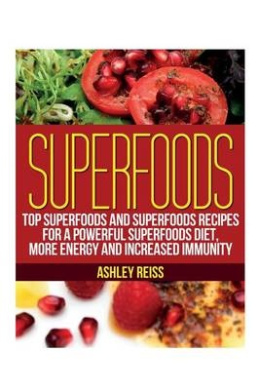 SUPERFOODS
TOP SUPERFOODS AND SUPERFOODS RECIPES
FOR A POWERFUL SUPERFOODS DIET,
MORE ENERGY AND INCREASED IMMUNITY
ASHLEY REISS